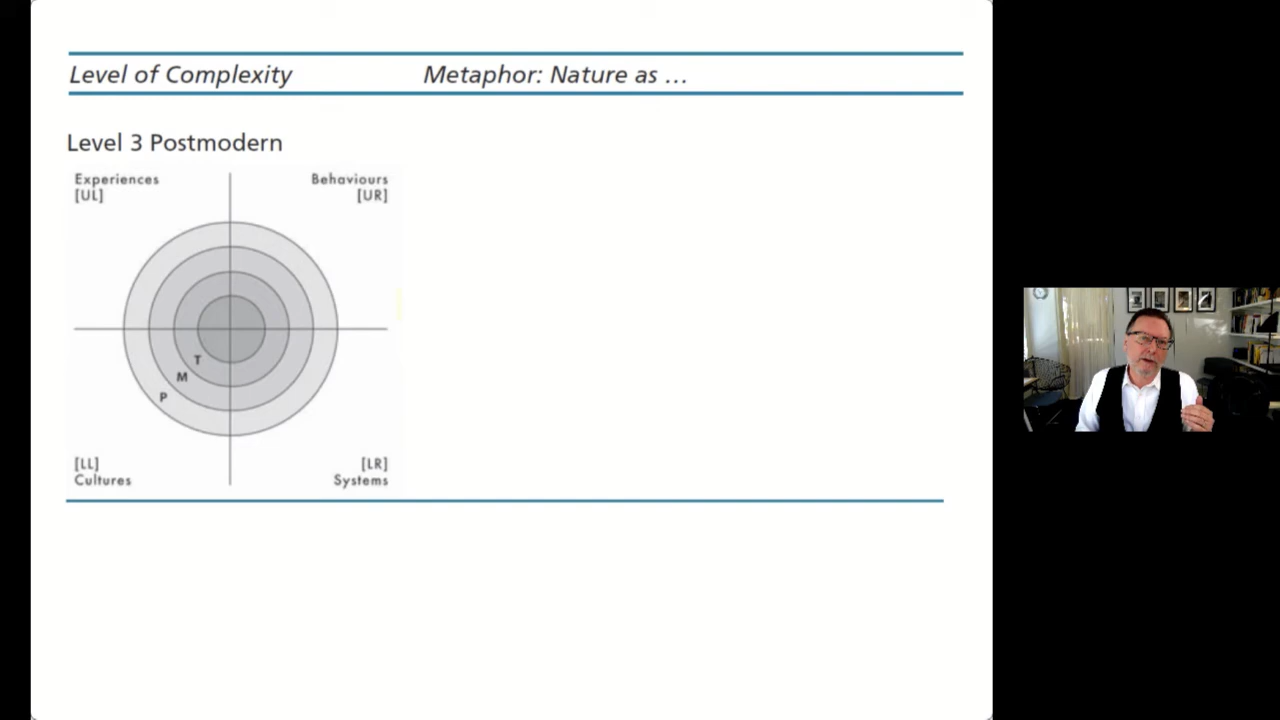 Level of Complexity
Metaphor: Nature as ...
Level 3 Postmodern
Experiences
[UL]
Behaviours
[UR]
T
M
P
[LL]
Cultures
[LR]
Systems